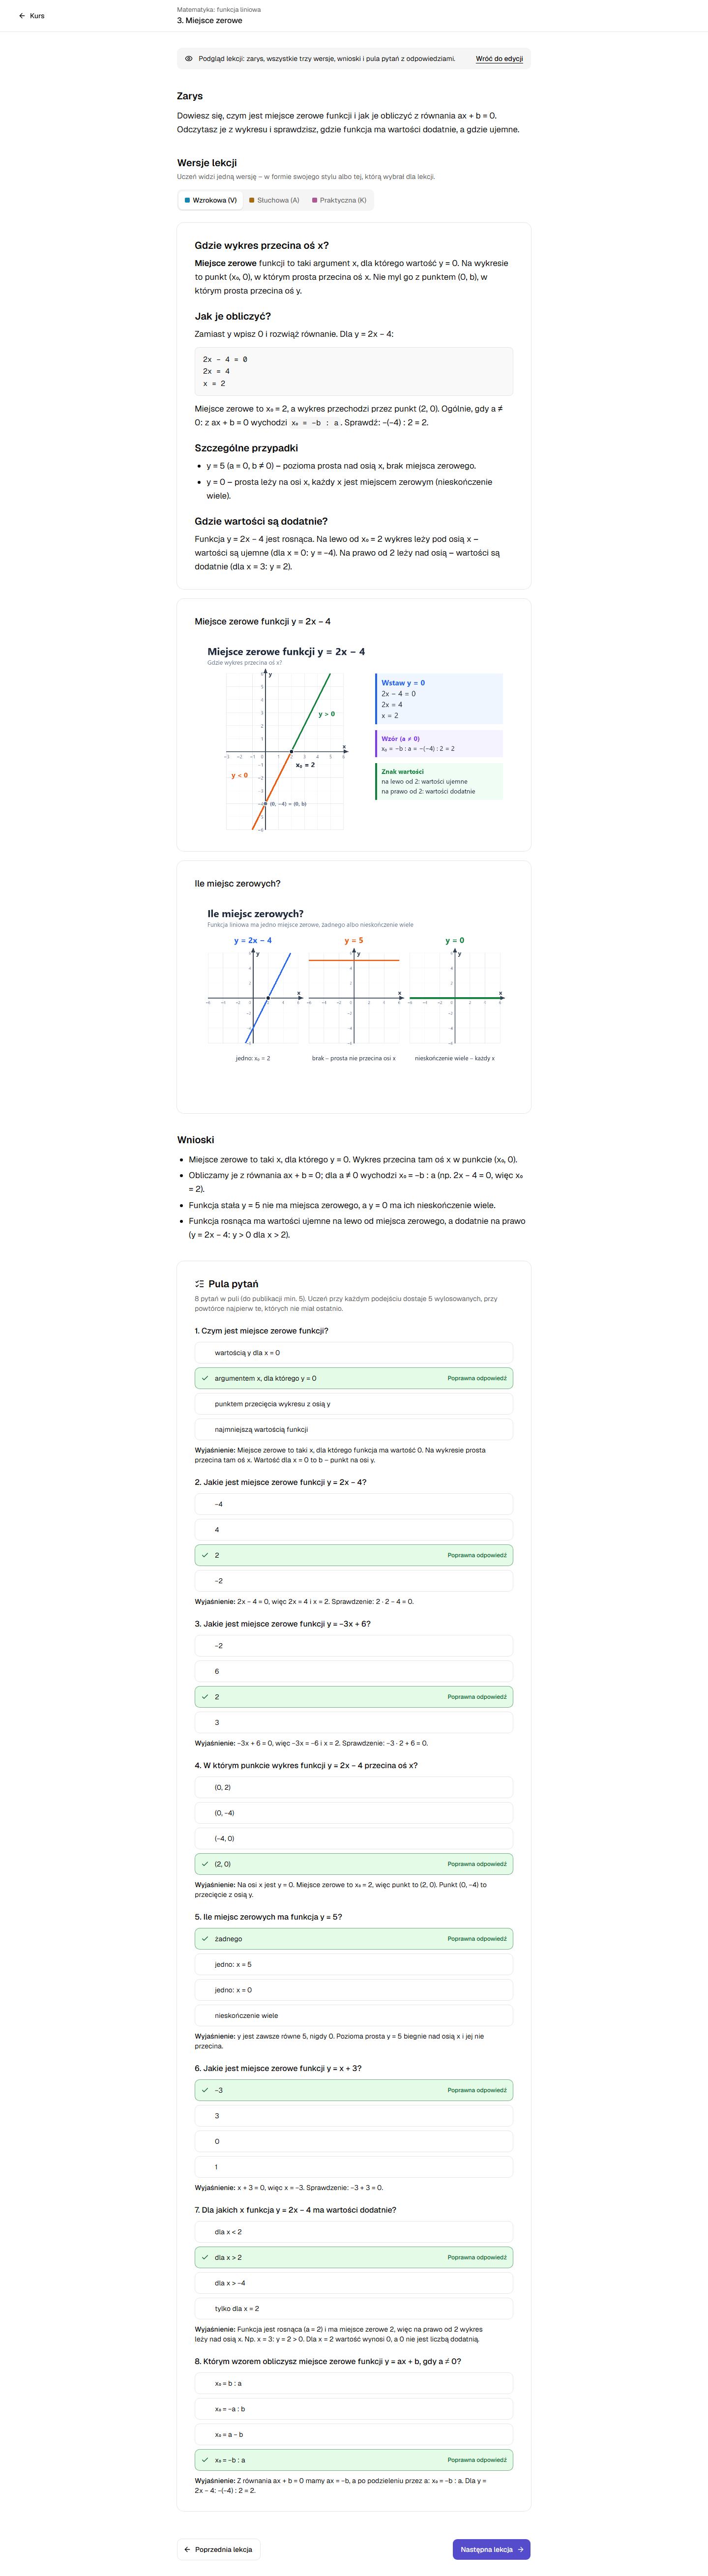 Kurs
Matematyka: funkcja liniowa
3. Miejsce zerowe
Podgląd lekcji: zarys, wszystkie trzy wersje, wnioski i pula pytań z odpowiedziami.
Wróć do edycji
Zarys
Dowiesz się, czym jest miejsce zerowe funkcji i jak je obliczyć z równania ax + b = 0.
Odczytasz je z wykresu i sprawdzisz, gdzie funkcja ma wartości dodatnie, a gdzie ujemne.
Wersje lekcji
Uczeń widzi jedną wersję – w formie swojego stylu albo tej, którą wybrał dla lekcji.
Wzrokowa (V)
Słuchowa (A)
Praktyczna (K)
Gdzie wykres przecina oś x?
Miejsce zerowe funkcji to taki argument x, dla którego wartość y = 0. Na wykresie
to punkt (x₀, 0), w którym prosta przecina oś x. Nie myl go z punktem (0, b), w
którym prosta przecina oś y.
Jak je obliczyć?
Zamiast y wpisz 0 i rozwiąż równanie. Dla y = 2x − 4:
2x − 4 = 0
2x = 4
x = 2
Miejsce zerowe to x₀ = 2, a wykres przechodzi przez punkt (2, 0). Ogólnie, gdy a ≠
0: z ax + b = 0 wychodzi x₀ = −b : a. Sprawdź: −(−4) : 2 = 2.
Szczególne przypadki
y = 5 (a = 0, b ≠ 0) – pozioma prosta nad osią x, brak miejsca zerowego.
y = 0 – prosta leży na osi x, każdy x jest miejscem zerowym (nieskończenie
wiele).
Gdzie wartości są dodatnie?
Funkcja y = 2x − 4 jest rosnąca. Na lewo od x₀ = 2 wykres leży pod osią x –
wartości są ujemne (dla x = 0: y = −4). Na prawo od 2 leży nad osią – wartości są
dodatnie (dla x = 3: y = 2).
Miejsce zerowe funkcji y = 2x − 4
Miejsce zerowe funkcji y = 2x − 4
Gdzie wykres przecina oś x?
y
y > 0
x
x₀ = 2
y < 0
(0, −4) = (0, b)
Wstaw y = 0
2x − 4 = 0
2x = 4
x = 2
Wzór (a ≠ 0)
x₀ = −b : a = −(−4) : 2 = 2
Znak wartości
na lewo od 2: wartości ujemne
na prawo od 2: wartości dodatnie
Ile miejsc zerowych?
Ile miejsc zerowych?
Funkcja liniowa ma jedno miejsce zerowe, żadnego albo nieskończenie wiele
y = 2x − 4
y = 5
y = 0
y
x
y
x
y
x
jedno: x₀ = 2
brak – prosta nie przecina osi x
nieskończenie wiele – każdy x
Wnioski
Miejsce zerowe to taki x, dla którego y = 0. Wykres przecina tam oś x w punkcie (x₀, 0).
Obliczamy je z równania ax + b = 0; dla a ≠ 0 wychodzi x₀ = −b : a (np. 2x − 4 = 0, więc x₀
= 2).
Funkcja stała y = 5 nie ma miejsca zerowego, a y = 0 ma ich nieskończenie wiele.
Funkcja rosnąca ma wartości ujemne na lewo od miejsca zerowego, a dodatnie na prawo
(y = 2x − 4: y > 0 dla x > 2).
Pula pytań
8 pytań w puli (do publikacji min. 5). Uczeń przy każdym podejściu dostaje 5 wylosowanych, przy
powtórce najpierw te, których nie miał ostatnio.
1. Czym jest miejsce zerowe funkcji?
wartością y dla x = 0
argumentem x, dla którego y = 0
Poprawna odpowiedź
punktem przecięcia wykresu z osią y
najmniejszą wartością funkcji
Wyjaśnienie: Miejsce zerowe to taki x, dla którego funkcja ma wartość 0. Na wykresie prosta
przecina tam oś x. Wartość dla x = 0 to b – punkt na osi y.
2. Jakie jest miejsce zerowe funkcji y = 2x − 4?
−4
4
2
Poprawna odpowiedź
−2
Wyjaśnienie: 2x − 4 = 0, więc 2x = 4 i x = 2. Sprawdzenie: 2 · 2 − 4 = 0.
3. Jakie jest miejsce zerowe funkcji y = −3x + 6?
−2
6
2
Poprawna odpowiedź
3
Wyjaśnienie: −3x + 6 = 0, więc −3x = −6 i x = 2. Sprawdzenie: −3 · 2 + 6 = 0.
4. W którym punkcie wykres funkcji y = 2x − 4 przecina oś x?
(0, 2)
(0, −4)
(−4, 0)
(2, 0)
Poprawna odpowiedź
Wyjaśnienie: Na osi x jest y = 0. Miejsce zerowe to x₀ = 2, więc punkt to (2, 0). Punkt (0, −4) to
przecięcie z osią y.
5. Ile miejsc zerowych ma funkcja y = 5?
żadnego
Poprawna odpowiedź
jedno: x = 5
jedno: x = 0
nieskończenie wiele
Wyjaśnienie: y jest zawsze równe 5, nigdy 0. Pozioma prosta y = 5 biegnie nad osią x i jej nie
przecina.
6. Jakie jest miejsce zerowe funkcji y = x + 3?
−3
Poprawna odpowiedź
3
0
1
Wyjaśnienie: x + 3 = 0, więc x = −3. Sprawdzenie: −3 + 3 = 0.
7. Dla jakich x funkcja y = 2x − 4 ma wartości dodatnie?
dla x < 2
dla x > 2
Poprawna odpowiedź
dla x > −4
tylko dla x = 2
Wyjaśnienie: Funkcja jest rosnąca (a = 2) i ma miejsce zerowe 2, więc na prawo od 2 wykres
leży nad osią x. Np. x = 3: y = 2 > 0. Dla x = 2 wartość wynosi 0, a 0 nie jest liczbą dodatnią.
8. Którym wzorem obliczysz miejsce zerowe funkcji y = ax + b, gdy a ≠ 0?
x₀ = b : a
x₀ = −a : b
x₀ = a − b
x₀ = −b : a
Poprawna odpowiedź
Wyjaśnienie: Z równania ax + b = 0 mamy ax = −b, a po podzieleniu przez a: x₀ = −b : a. Dla y =
2x − 4: −(−4) : 2 = 2.
Poprzednia lekcja
Następna lekcja